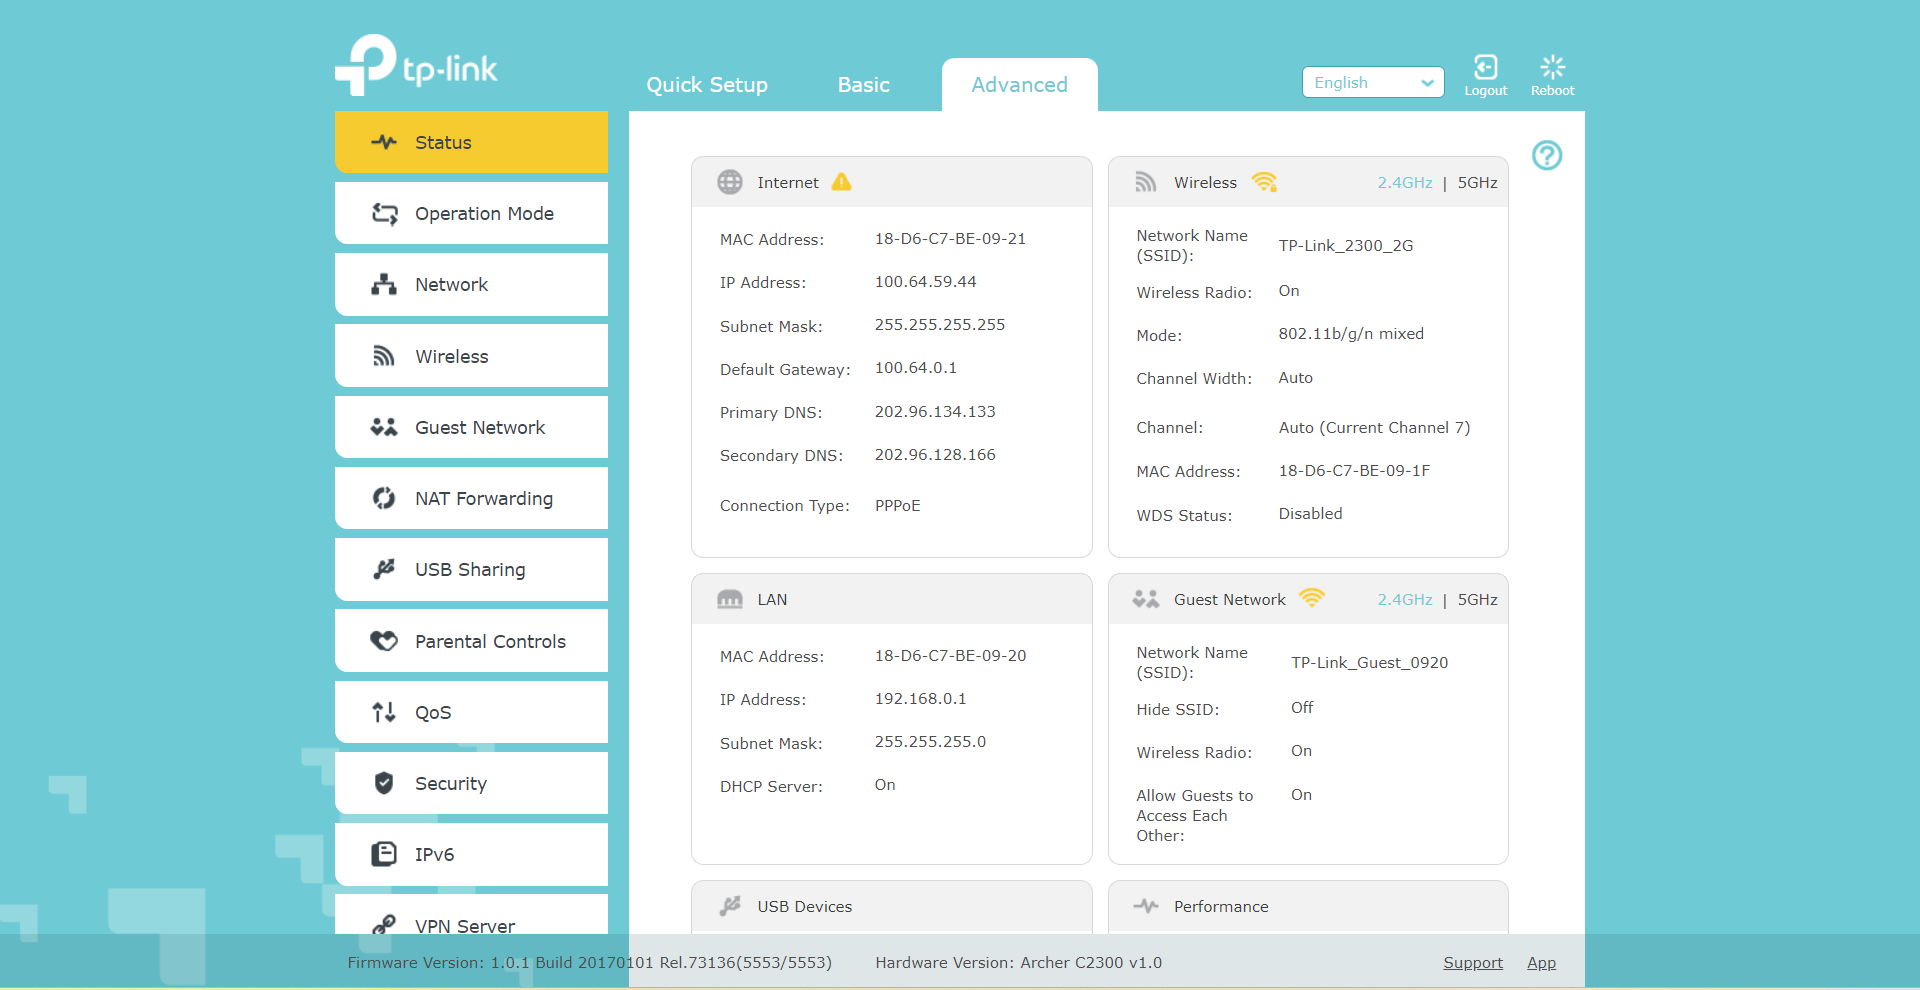 tp-link
Quick Setup
Basic
Advanced
English
Logout
Reboot
Status
Operation Mode
Network
Wireless
Guest Network
NAT Forwarding
USB Sharing
Parental Controls
QoS
Security
IPv6
VPN Server
Internet
MAC Address: 18-D6-C7-BE-09-21
IP Address: 100.64.59.44
Subnet Mask: 255.255.255.255
Default Gateway: 100.64.0.1
Primary DNS: 202.96.134.133
Secondary DNS: 202.96.128.166
Connection Type: PPPoE
Wireless 2.4GHz | 5GHz
Network Name
(SSID): TP-Link_2300_2G
Wireless Radio: On
Mode: 802.11b/g/n mixed
Channel Width: Auto
Channel: Auto (Current Channel 7)
MAC Address: 18-D6-C7-BE-09-1F
WDS Status: Disabled
LAN
MAC Address: 18-D6-C7-BE-09-20
IP Address: 192.168.0.1
Subnet Mask: 255.255.255.0
DHCP Server: On
Guest Network 2.4GHz | 5GHz
Network Name
(SSID): TP-Link_Guest_0920
Hide SSID: Off
Wireless Radio: On
Allow Guests to On
Access Each
Other:
USB Devices
Performance
Firmware Version: 1.0.1 Build 20170101 Rel.73136(5553/5553) Hardware Version: Archer C2300 v1.0
Support App